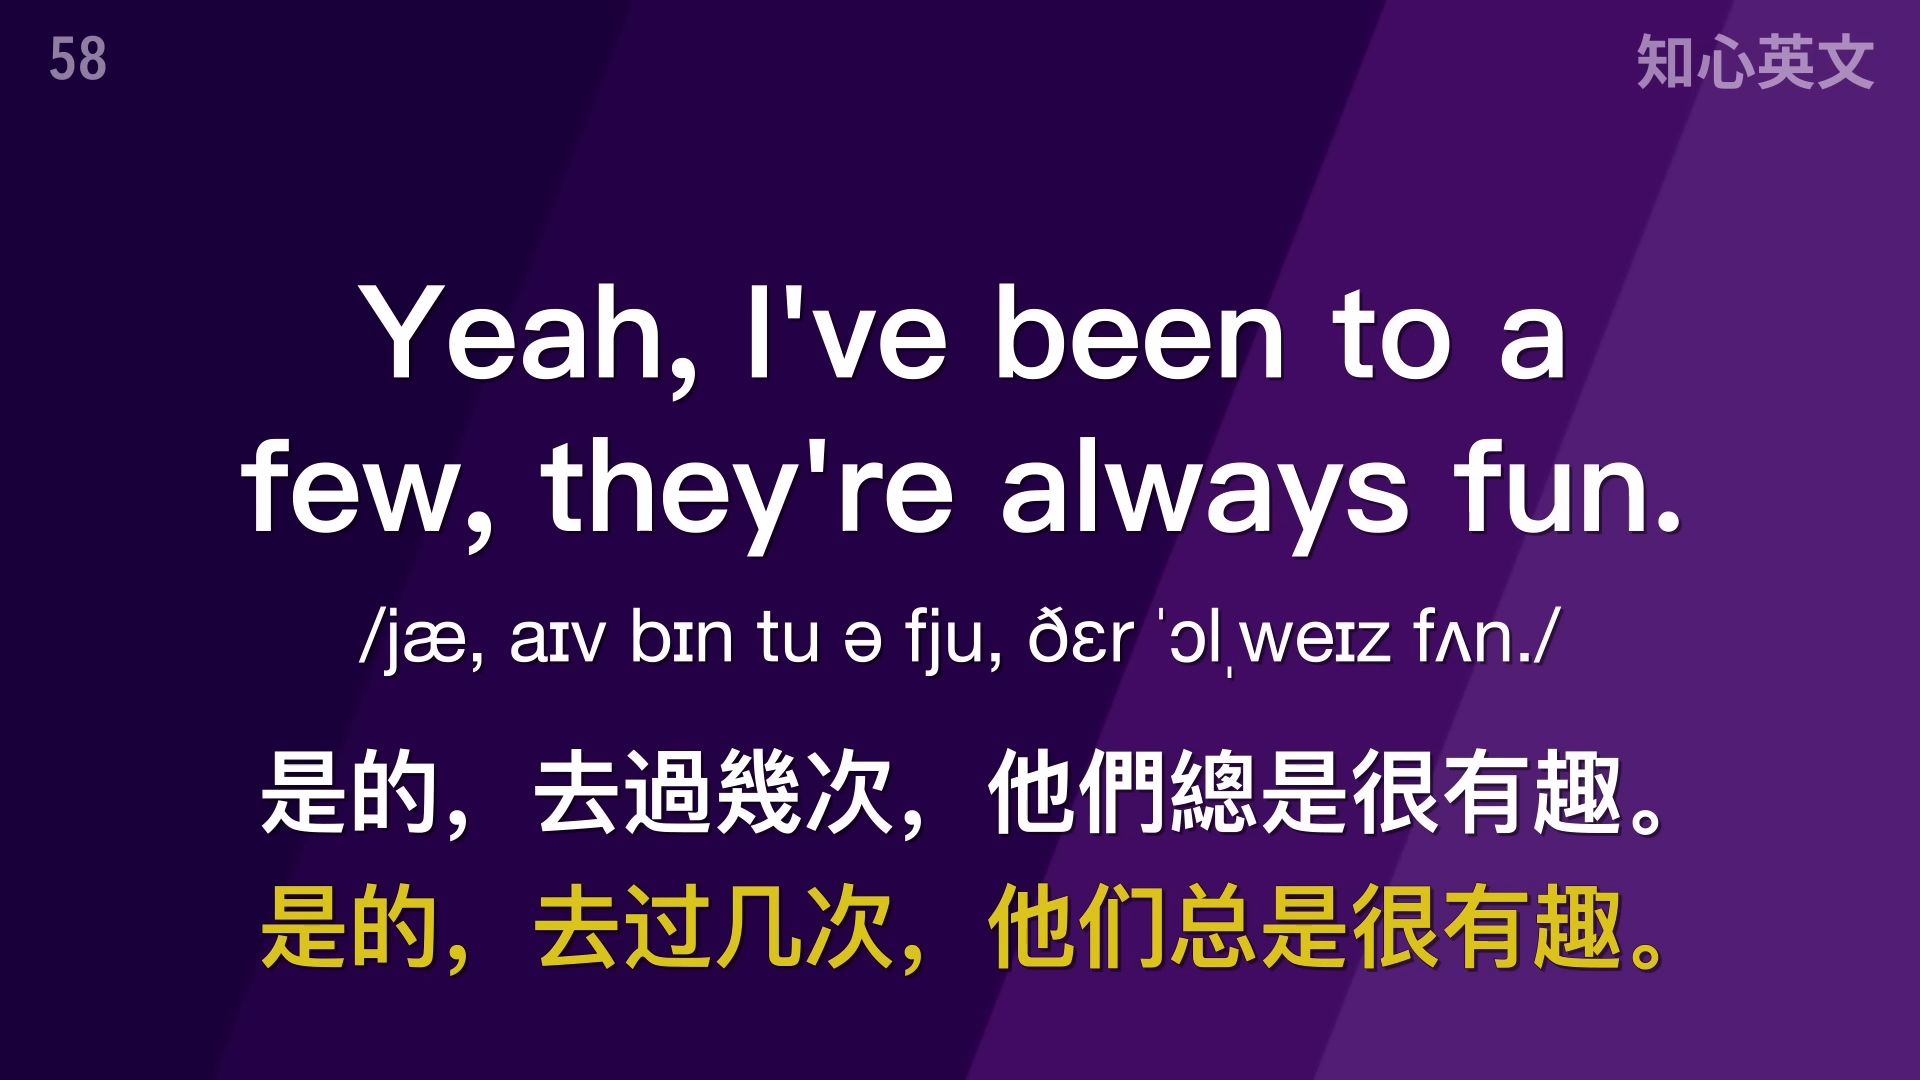 58
知心英文
Yeah, I've been to a
few, they're always fun.
/jæ, aɪv bɪn tu ə fju, ðɛr ˈɔlˌweɪz fʌn./
是的，去過幾次，他們總是很有趣。
是的，去过几次，他们总是很有趣。